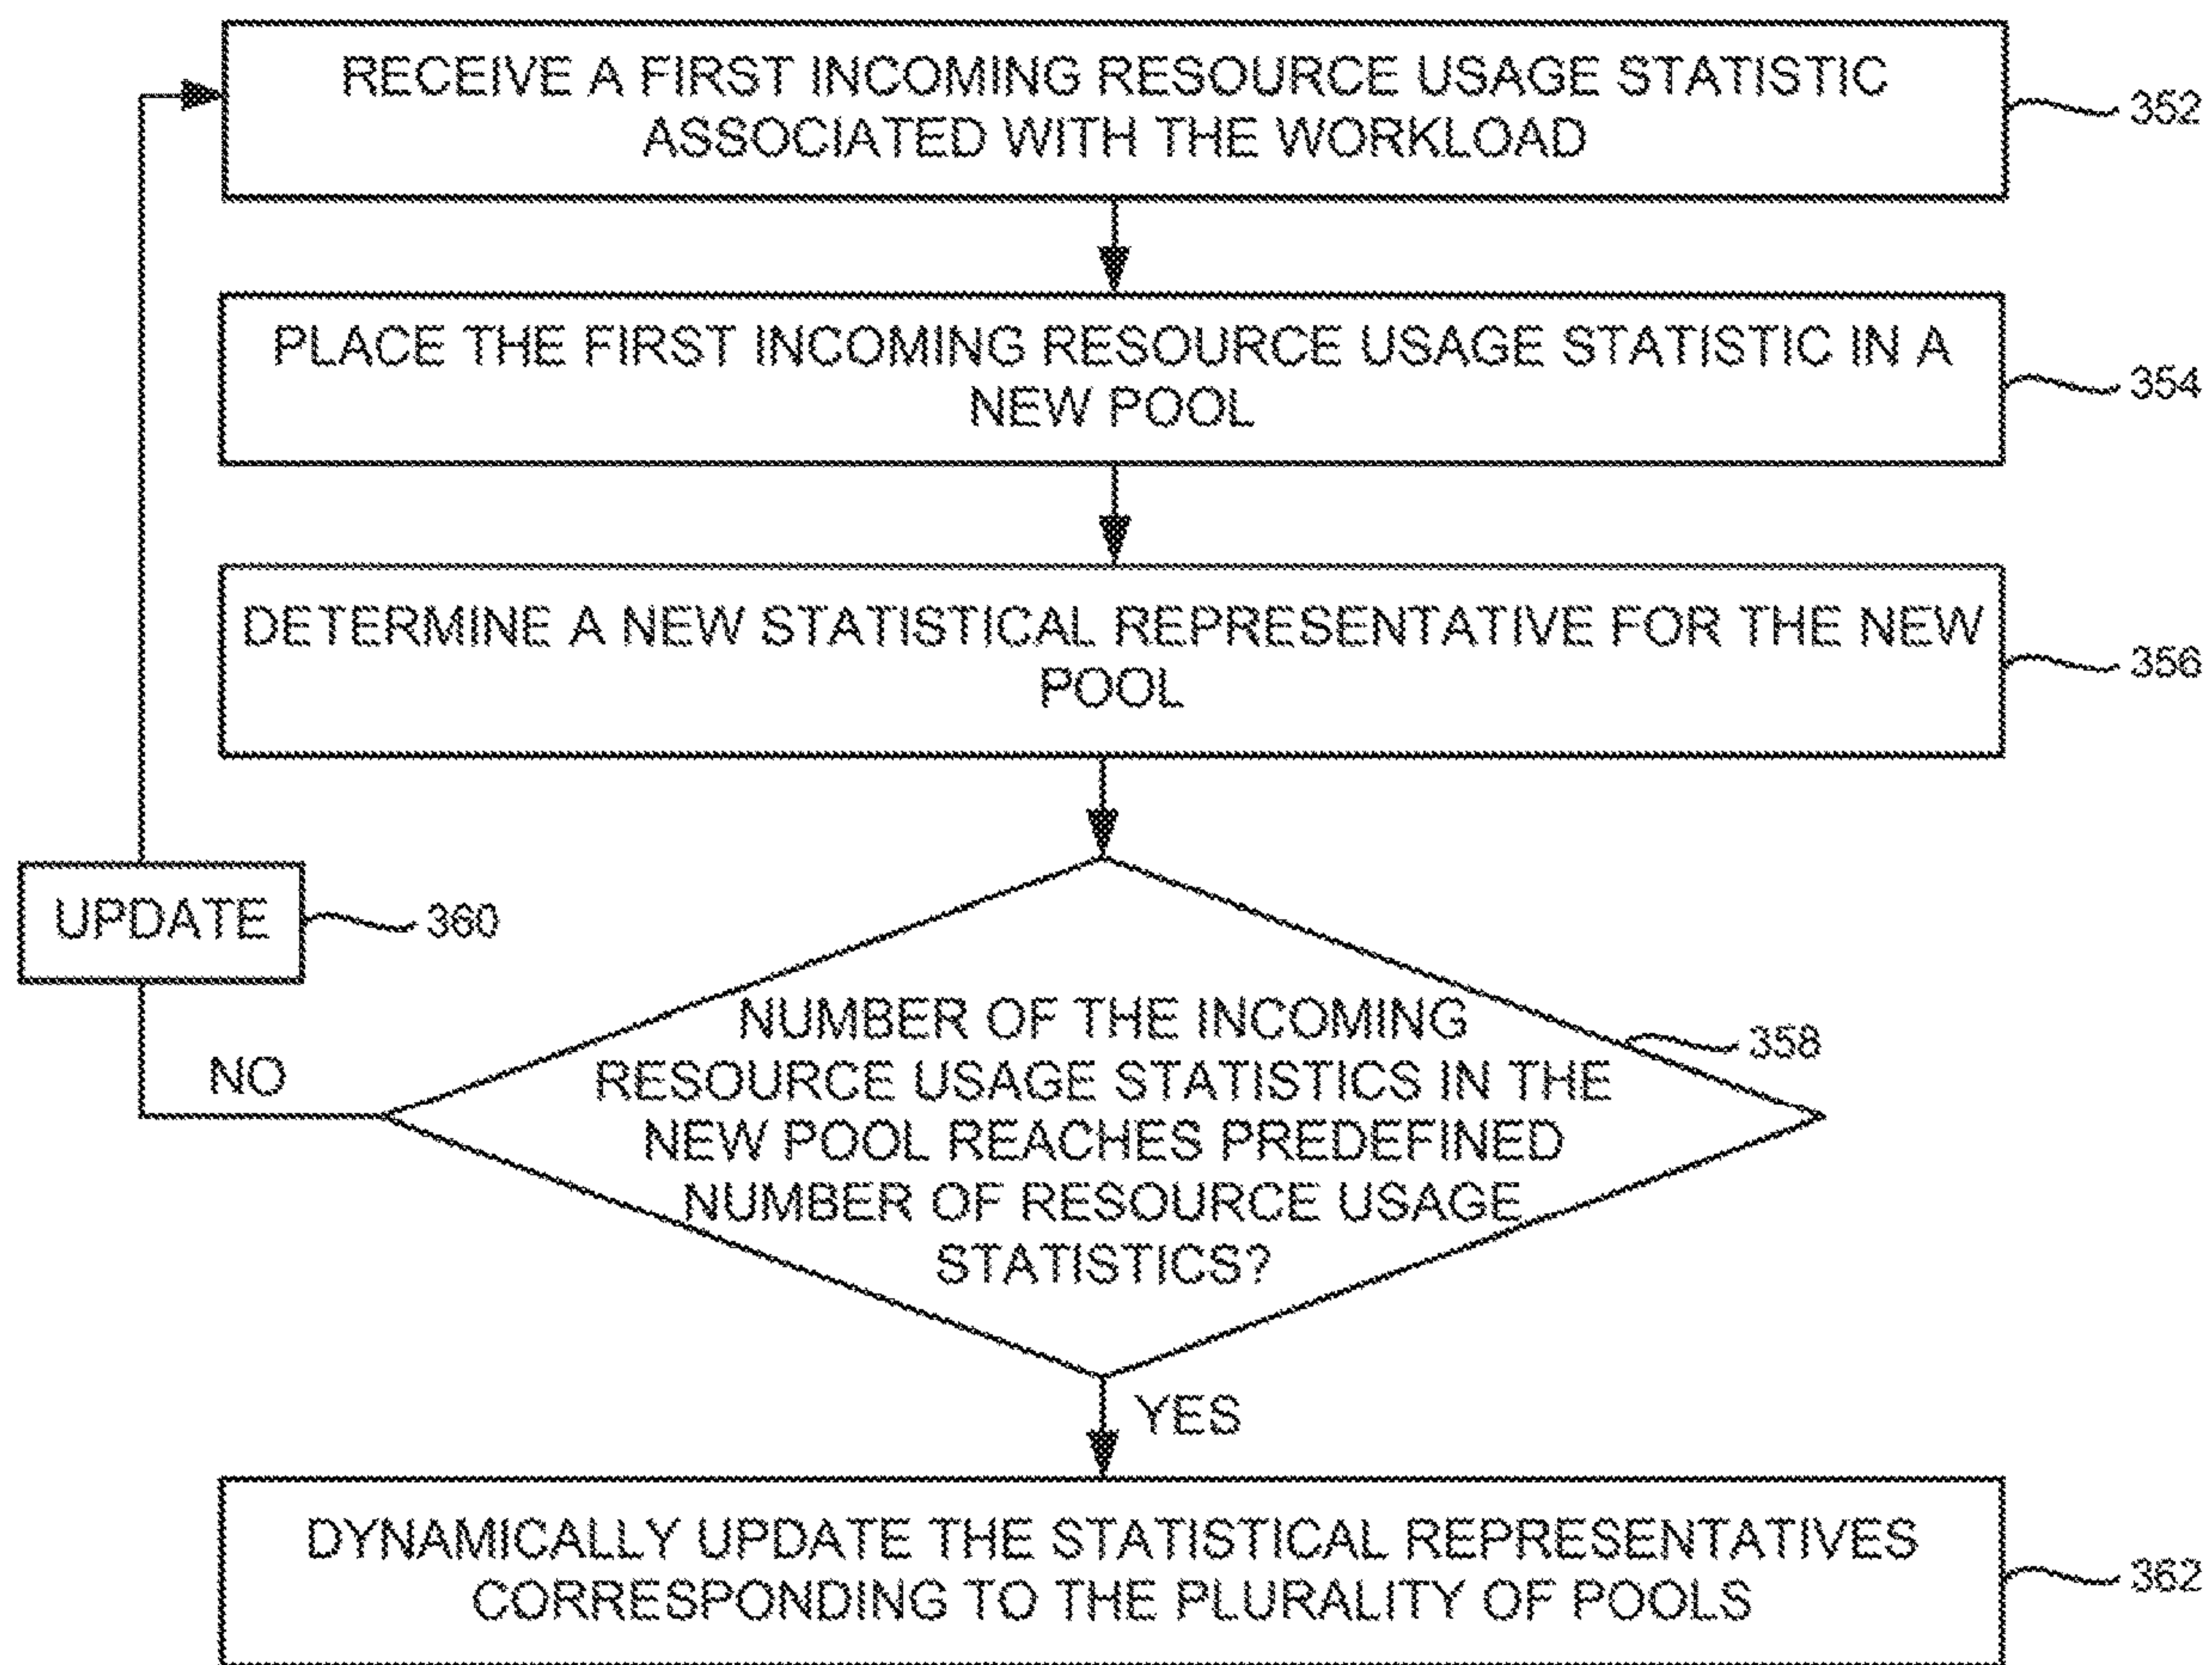 RECEIVE A FIRST INCOMING RESOURCE USAGE STATISTIC
ASSOCIATED WITH THE WORKLOAD
352
PLACE THE FIRST INCOMING RESOURCE USAGE STATISTIC IN A
NEW POOL
354
DETERMINE A NEW STATISTICAL REPRESENTATIVE FOR THE NEW
POOL
356
UPDATE
360
NUMBER OF THE INCOMING
RESOURCE USAGE STATISTICS IN THE
NEW POOL REACHES PREDEFINED
NUMBER OF RESOURCE USAGE
STATISTICS?
358
NO
YES
DYNAMICALLY UPDATE THE STATISTICAL REPRESENTATIVES
CORRESPONDING TO THE PLURALITY OF POOLS
362